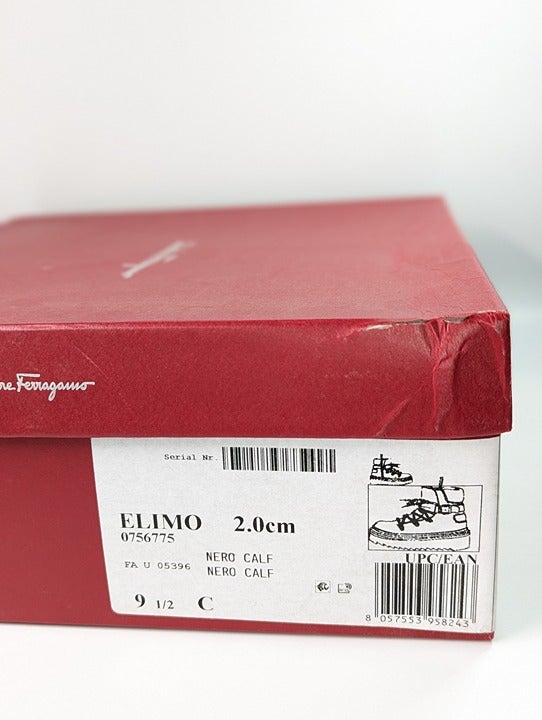 re Ferragamo
Serial Nr.
ELIMO 2.0cm
0756775
NERO CALF
FA U 05396
NERO CALF
UPC/EAN
9 1/2 C
8 057553 958243